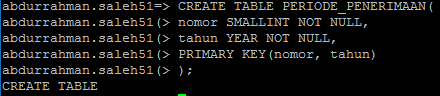 abdurrahman.saleh51=> CREATE TABLE PERIODE_PENERIMAAN(
abdurrahman.saleh51(> nomor SMALLINT NOT NULL,
abdurrahman.saleh51(> tahun YEAR NOT NULL,
abdurrahman.saleh51(> PRIMARY KEY(nomor, tahun)
abdurrahman.saleh51(> );
CREATE TABLE